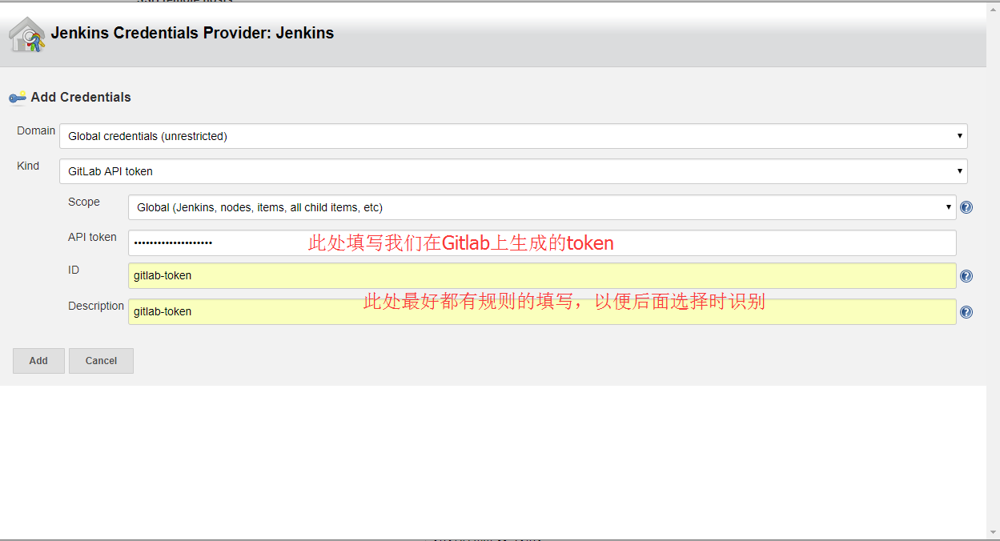 Jenkins Credentials Provider: Jenkins
Add Credentials
Domain
Global credentials (unrestricted)
Kind
GitLab API token
Scope
Global (Jenkins, nodes, items, all child items, etc)
API token
••••••••••••••••••••
此处填写我们在Gitlab上生成的token
ID
gitlab-token
此处最好都有规则的填写，以便后面选择时识别
Description
gitlab-token
Add
Cancel